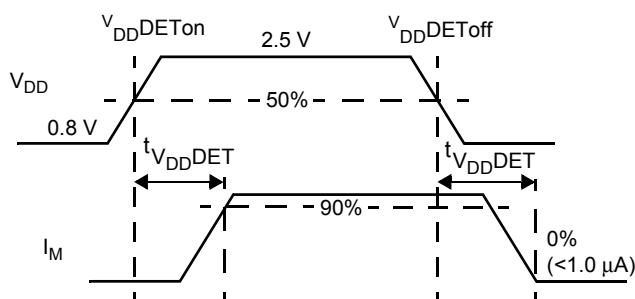 VDDDETon
VDDDEToff
2.5 V
VDD
50%
0.8 V
tVDDDET
tVDDDET
90%
IM
0%
(<1.0 μA)